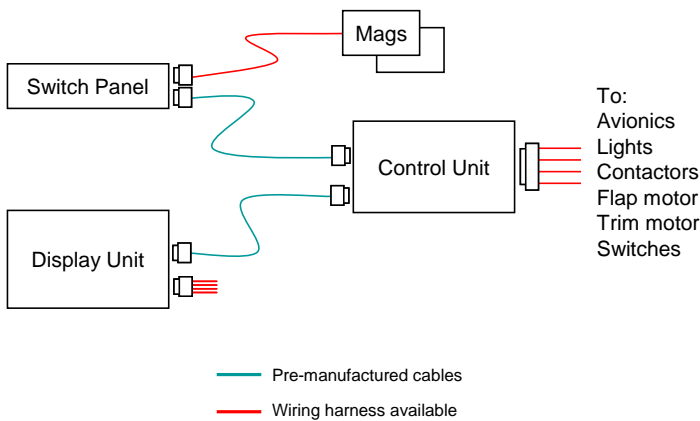 Mags
Switch Panel
To:
Avionics
Lights
Contactors
Flap motor
Trim motor
Switches
Control Unit
Display Unit
Pre-manufactured cables
Wiring harness available